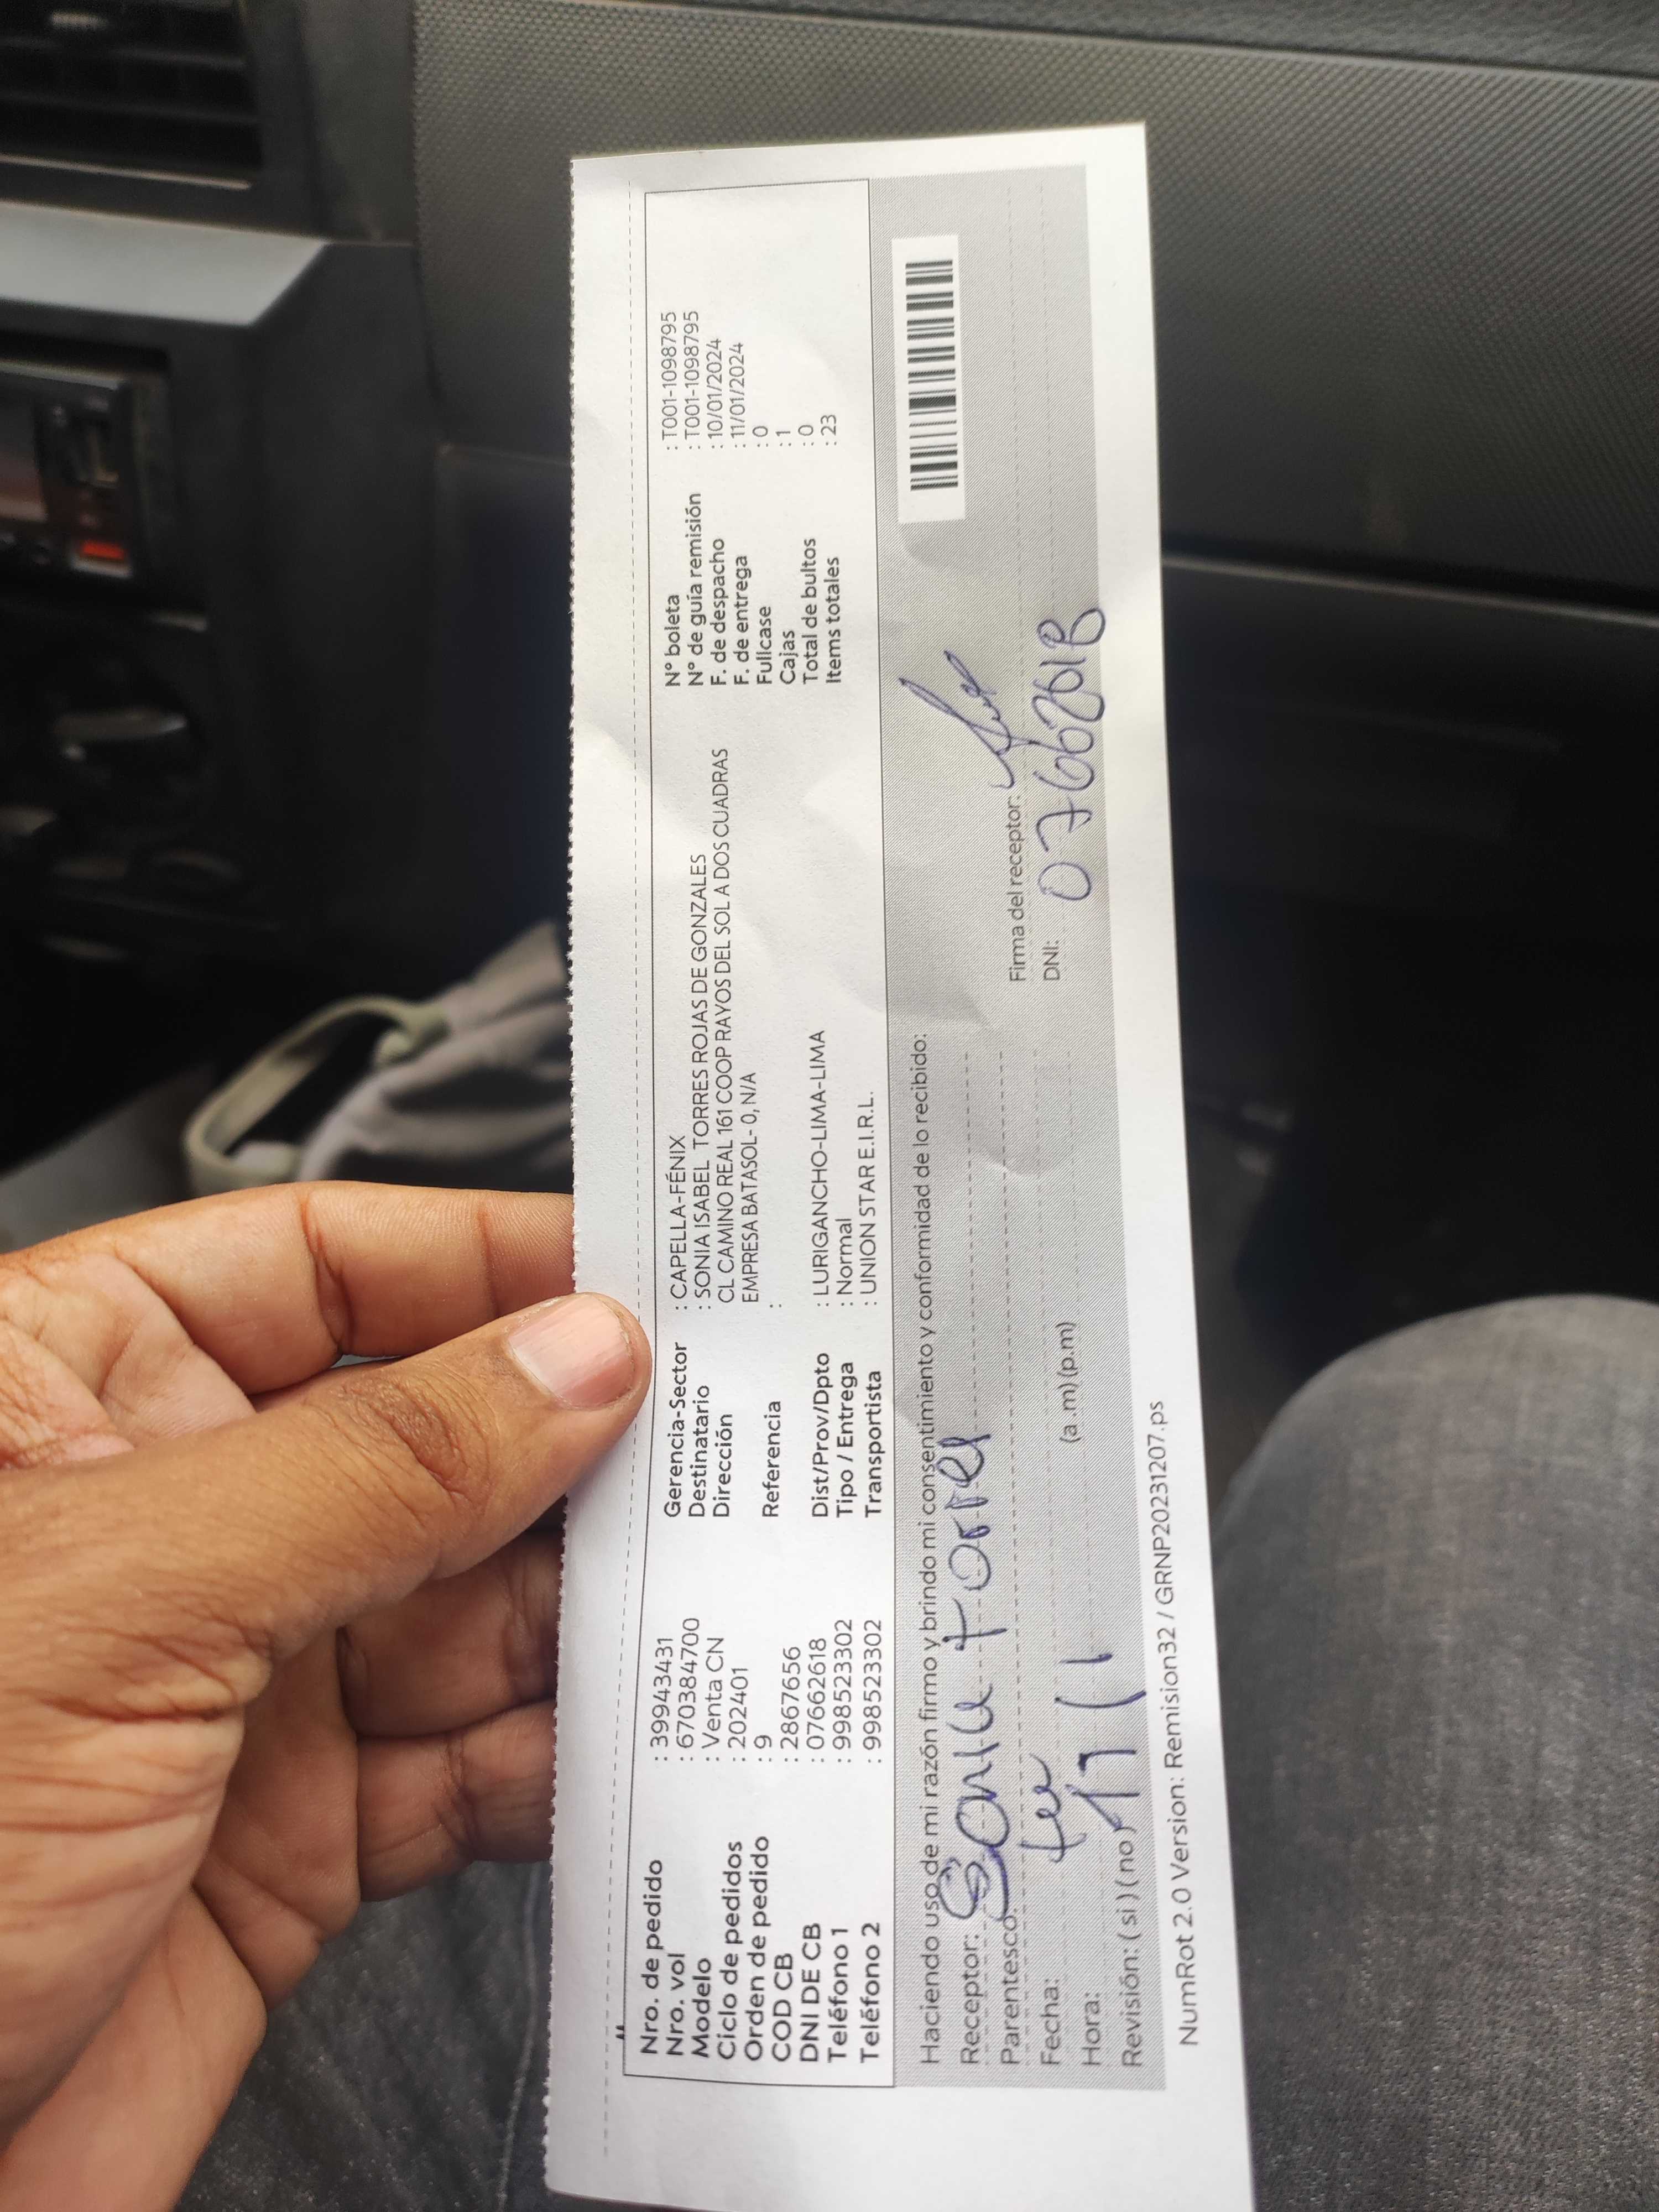 Nro. de pedido : 39943431
Nro. vol : 670384700
Modelo : Venta CN
Ciclo de pedidos : 202401
Orden de pedido : 9
COD CB : 2867656
DNI DE CB : 07662618
Teléfono 1 : 998523302
Teléfono 2 : 998523302
Gerencia-Sector : CAPELLA-FÉNIX
Destinatario : SONIA ISABEL TORRES ROJAS DE GONZALES
Dirección CL CAMINO REAL 161 COOP RAYOS DEL SOL A DOS CUADRAS
EMPRESA BATASOL- 0, N/A
Referencia :
Dist/Prov/Dpto : LURIGANCHO-LIMA-LIMA
Tipo / Entrega : Normal
Transportista : UNION STAR E.I.R.L.
N° boleta : T001-1098795
N° de guía remisión : T001-1098795
F. de despacho : 10/01/2024
F. de entrega : 11/01/2024
Fullcase : 0
Cajas : 1
Total de bultos : 0
Items totales : 23
Haciendo uso de mi razón firmo y brindo mi consentimiento y conformidad de lo recibido:
Receptor: Sonia Torres
Parentesco:
Fecha:
Hora: (a .m) (p.m)
Revisión: ( si ) ( no )
Firma del receptor:
DNI: 07662618
NumRot 2.0 Version: Remision32 / GRNP20231207.ps